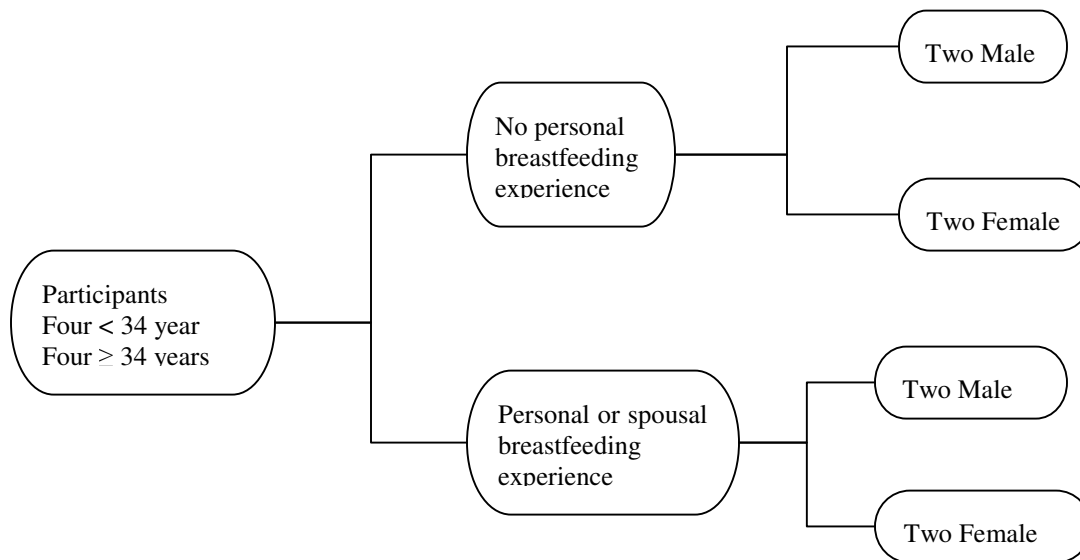 Participants
Four < 34 year
Four ≥ 34 years
No personal
breastfeeding
experience
Two Male
Two Female
Personal or spousal
breastfeeding
experience
Two Male
Two Female